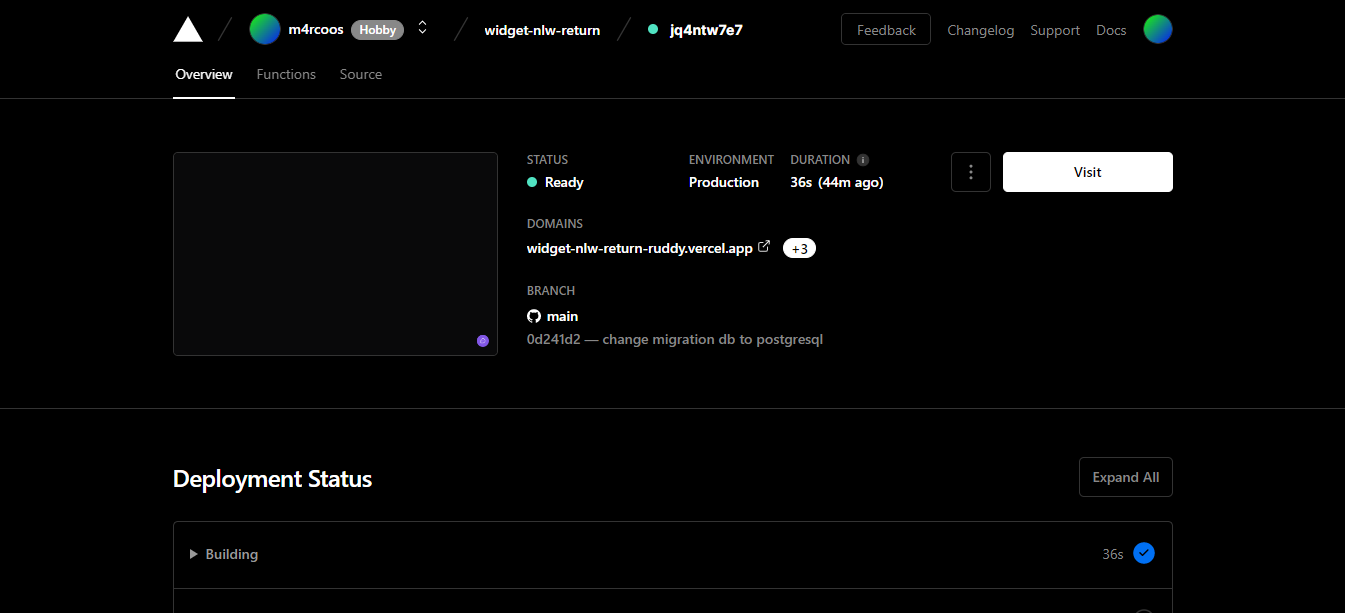 m4rcoos Hobby widget-nlw-return jq4ntw7e7 Feedback Changelog Support Docs
Overview Functions Source
STATUS ENVIRONMENT DURATION
Ready Production 36s (44m ago)
Visit
DOMAINS
widget-nlw-return-ruddy.vercel.app +3
BRANCH
main
0d241d2 — change migration db to postgresql
Deployment Status
Expand All
Building 36s